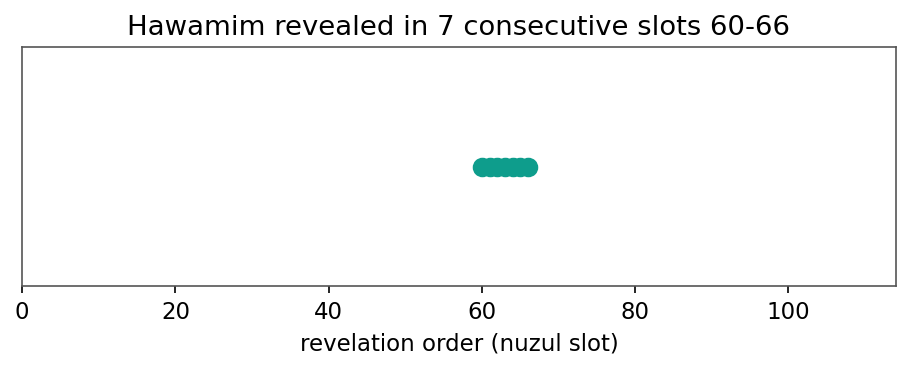 Hawamim revealed in 7 consecutive slots 60-66
0 20 40 60 80 100
revelation order (nuzul slot)